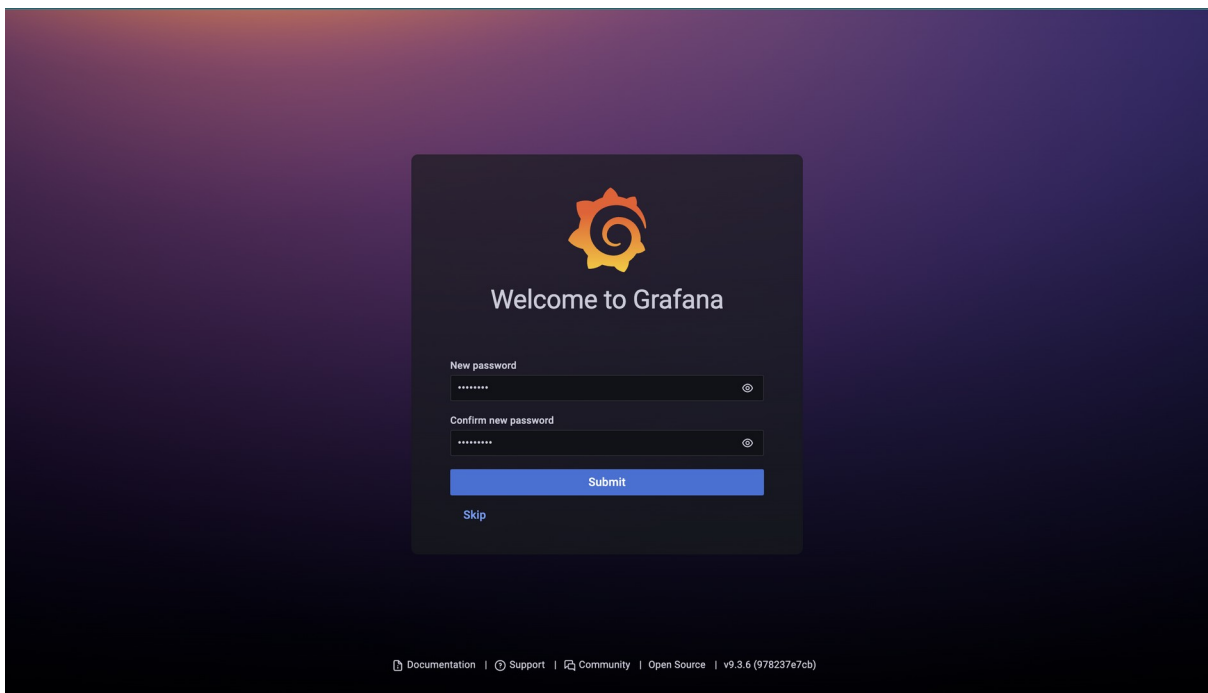 Welcome to Grafana
New password
••••••••
Confirm new password
•••••••••
Submit
Skip
Documentation | Support | Community | Open Source | v9.3.6 (978237e7cb)